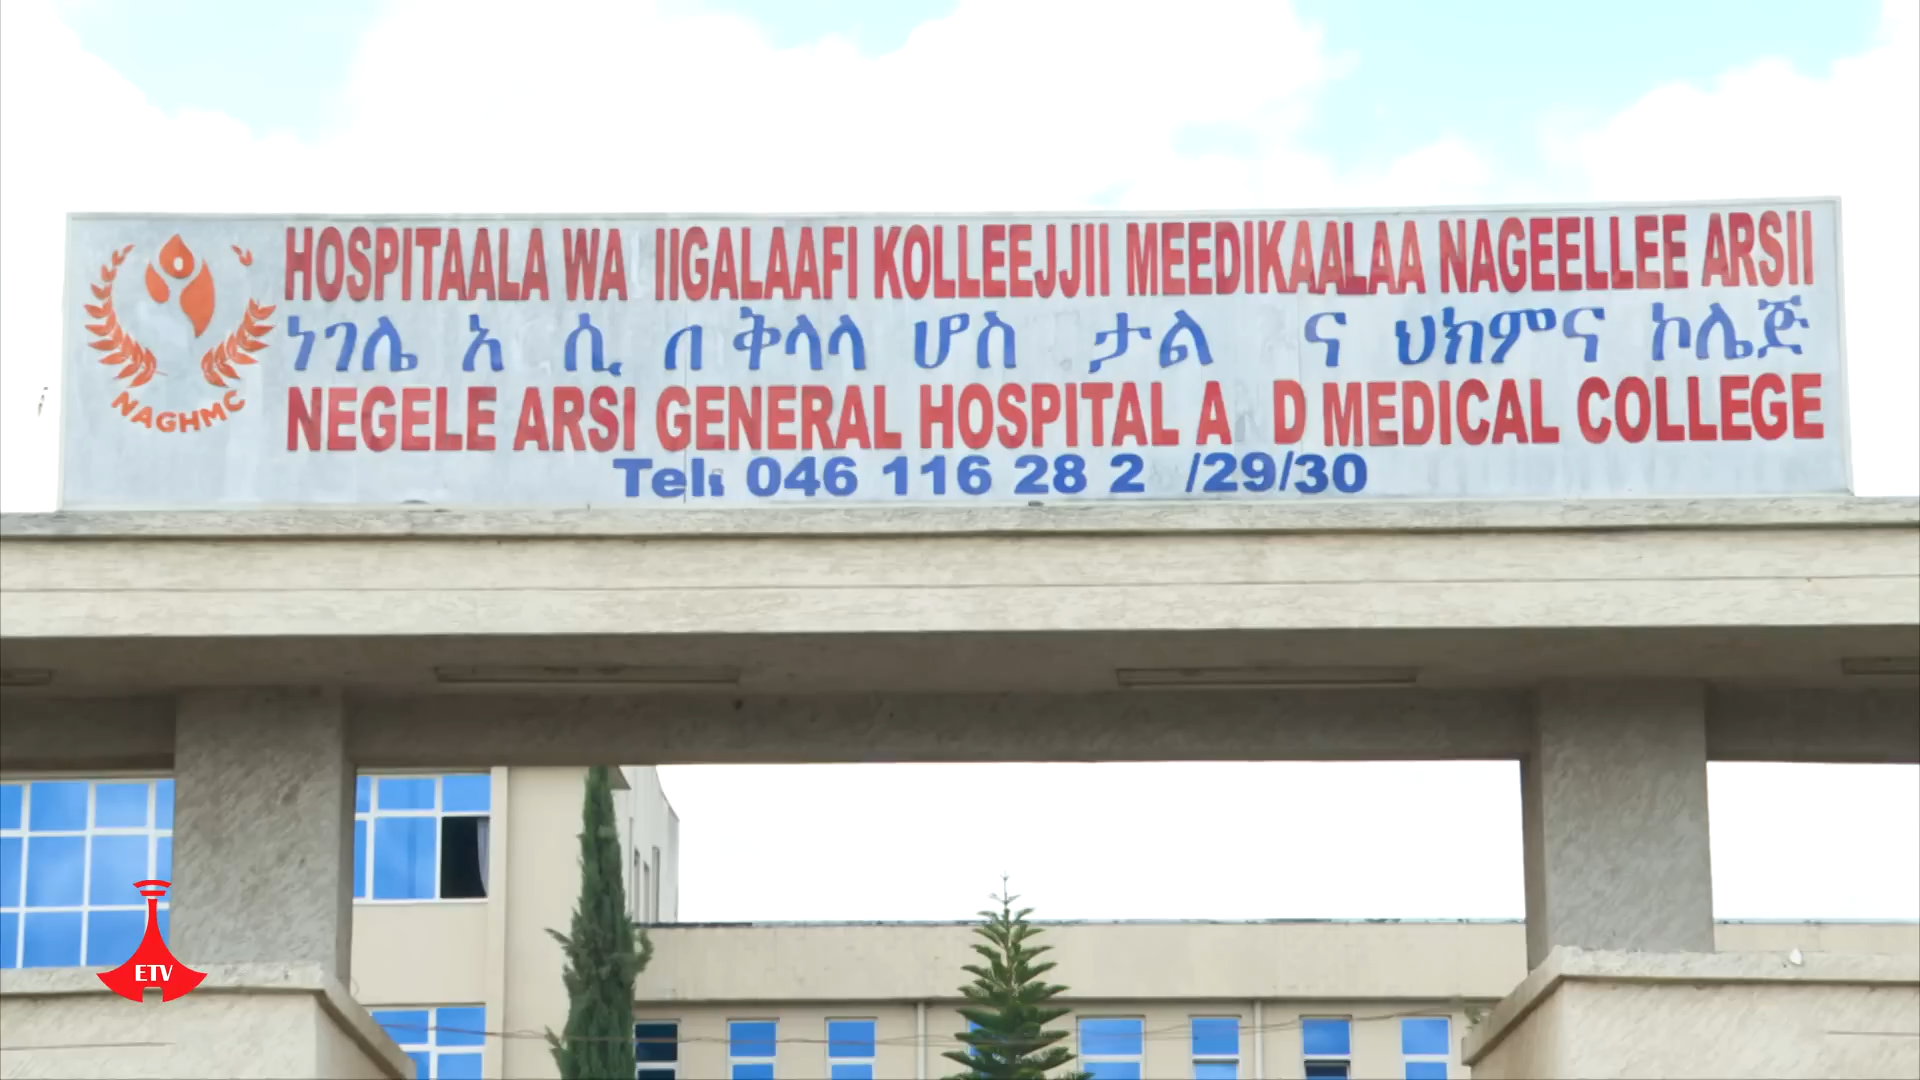 HOSPITAALA WA IIGALAAFI KOLLEEJJII MEEDIKAALAA NAGEELLEE ARSII
ነገሌ አ ሲ በ ቅላላ ሆስ ታል ና ህክምና ኮሌጅ
NEGELE ARSI GENERAL HOSPITAL A D MEDICAL COLLEGE
Tel: 046 116 28 2 /29/30
NAGHMC
ETV